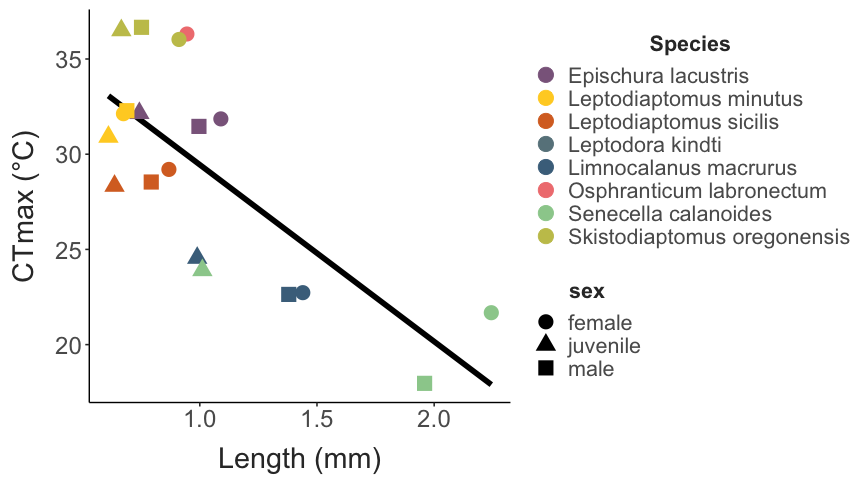 35
30
25
20
CTmax (°C)
1.0 1.5 2.0
Length (mm)
Species
Epischura lacustris
Leptodiaptomus minutus
Leptodiaptomus sicilis
Leptodora kindti
Limnocalanus macrurus
Osphranticum labronectum
Senecella calanoides
Skistodiaptomus oregonensis
sex
female
juvenile
male